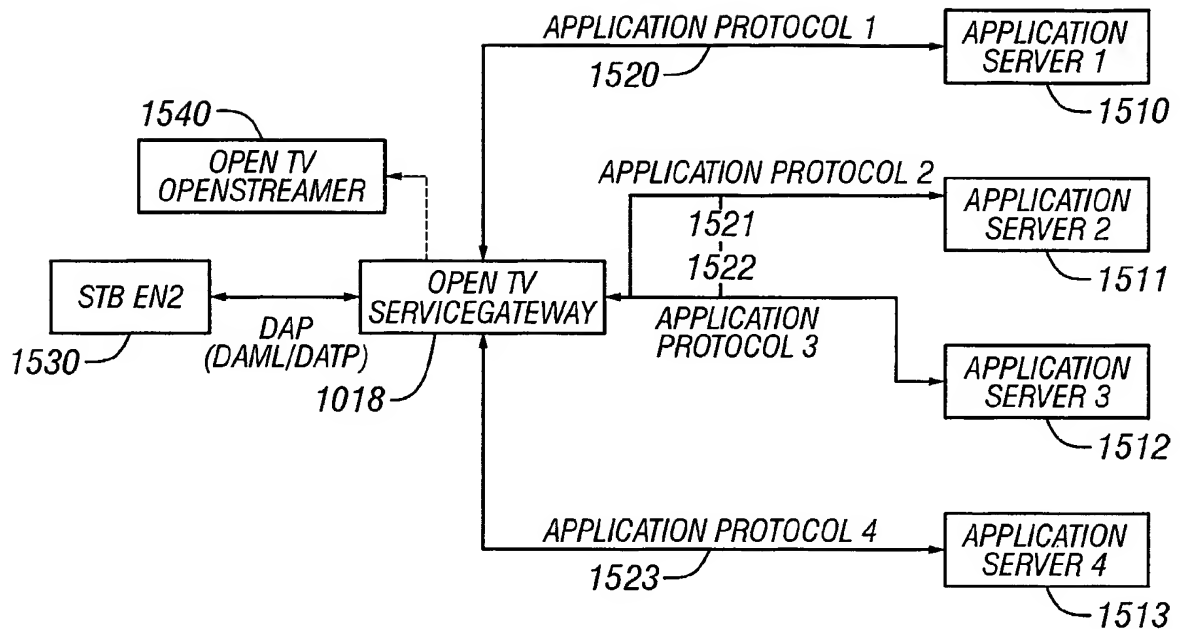 APPLICATION PROTOCOL 1
1520
APPLICATION
SERVER 1
1510
1540
OPEN TV
OPENSTREAMER
APPLICATION PROTOCOL 2
1521
1522
APPLICATION
SERVER 2
1511
STB EN2
1530
DAP
(DAML/DATP)
OPEN TV
SERVICEGATEWAY
1018
APPLICATION
PROTOCOL 3
APPLICATION
SERVER 3
1512
APPLICATION PROTOCOL 4
1523
APPLICATION
SERVER 4
1513